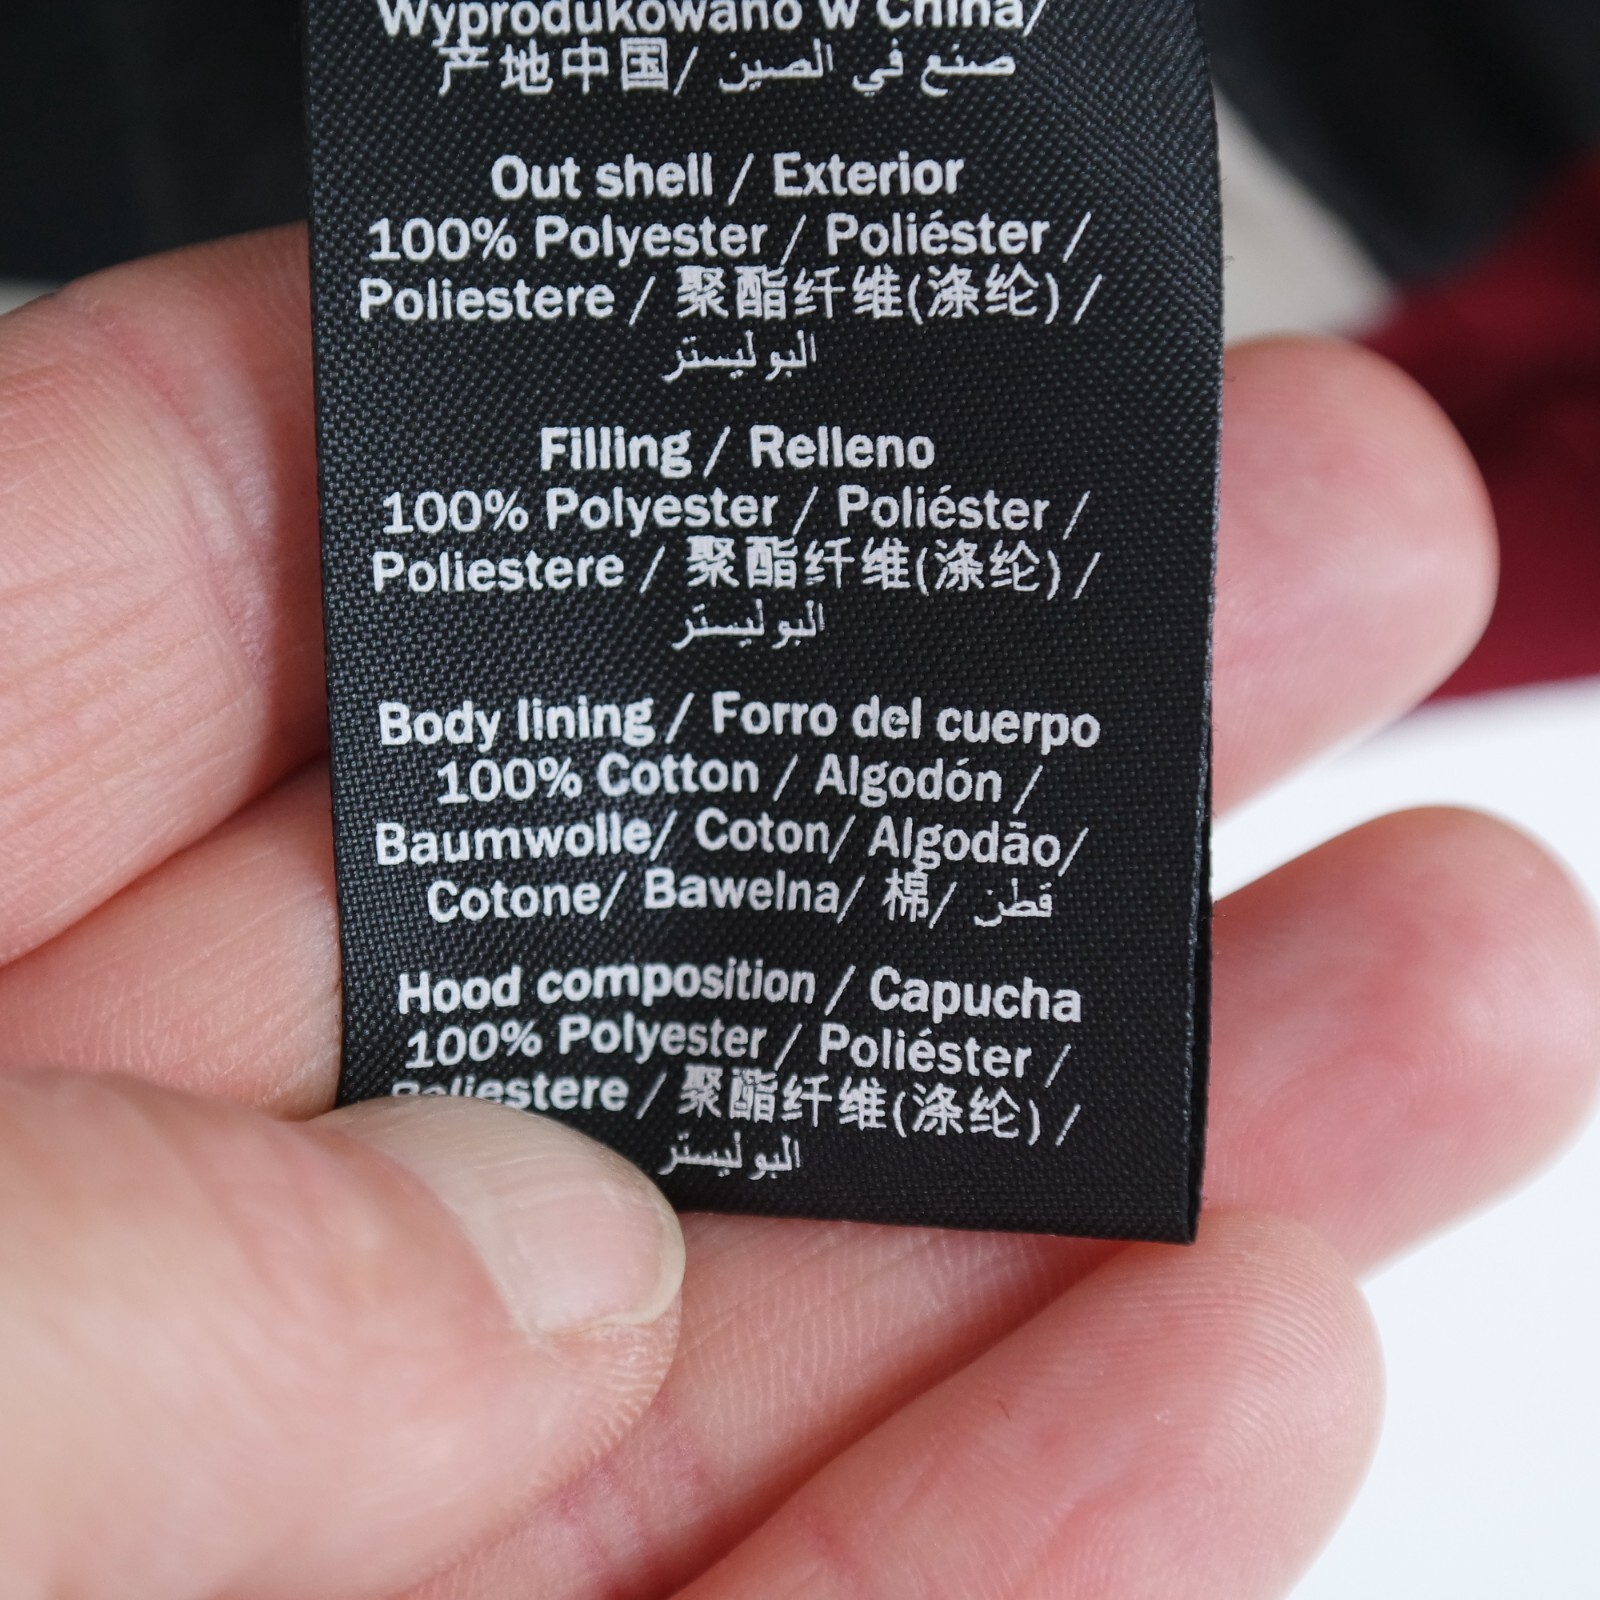 Wyprodukowano w China/
产地中国/ صنع في الصين
Out shell / Exterior
100% Polyester / Poliéster /
Poliestere / 聚酯纤维(涤纶) /
البوليستر
Filling / Relleno
100% Polyester / Poliéster /
Poliestere / 聚酯纤维(涤纶) /
البوليستر
Body lining / Forro del cuerpo
100% Cotton / Algodón /
Baumwolle/ Coton/ Algodão/
Cotone/ Bawelna/ 棉/ قطن
Hood composition / Capucha
100% Polyester / Poliéster /
Poliestere / 聚酯纤维(涤纶) /
البوليستر